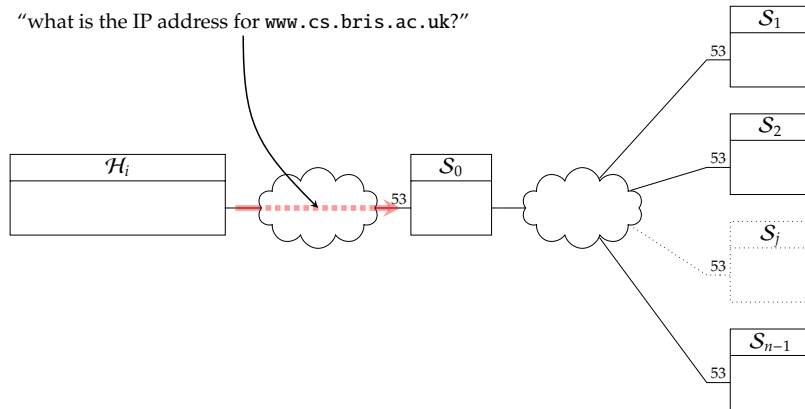 “what is the IP address for www.cs.bris.ac.uk?”
S₁
53
S₂
53
ℋᵢ
S₀
53
Sⱼ
53
Sₙ₋₁
53